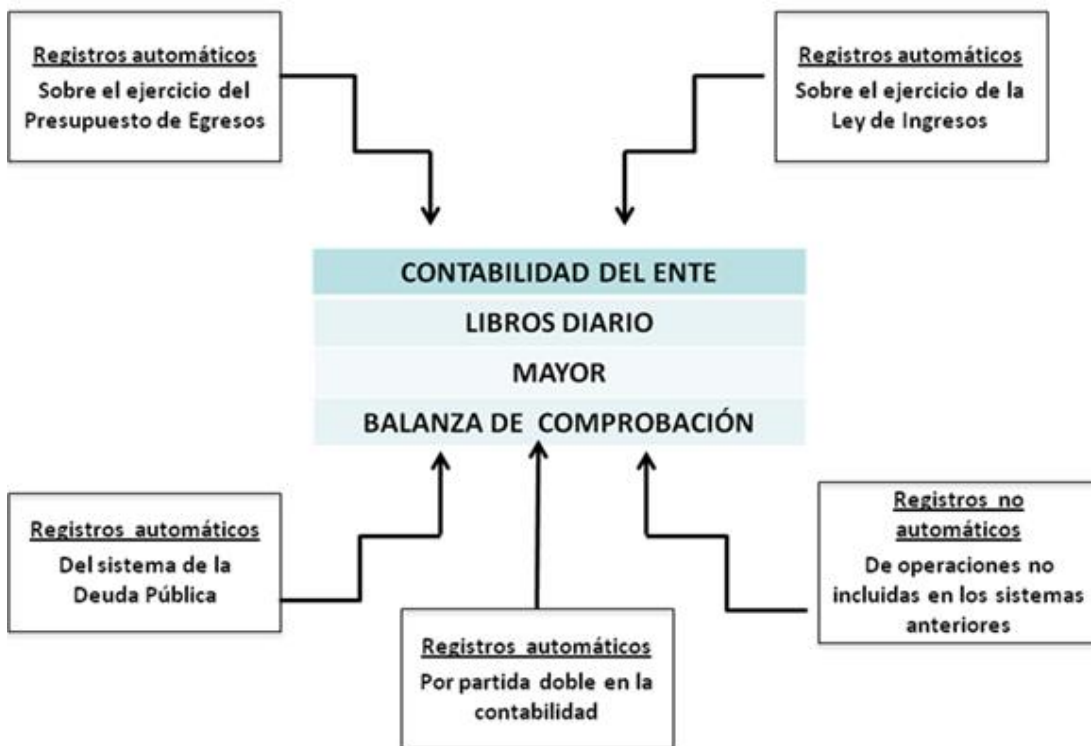 Registros automáticos
Sobre el ejercicio del
Presupuesto de Egresos
Registros automáticos
Sobre el ejercicio de la
Ley de Ingresos
CONTABILIDAD DEL ENTE
LIBROS DIARIO
MAYOR
BALANZA DE COMPROBACIÓN
Registros automáticos
Del sistema de la
Deuda Pública
Registros automáticos
Por partida doble en la
contabilidad
Registros no
automáticos
De operaciones no
incluidas en los sistemas
anteriores